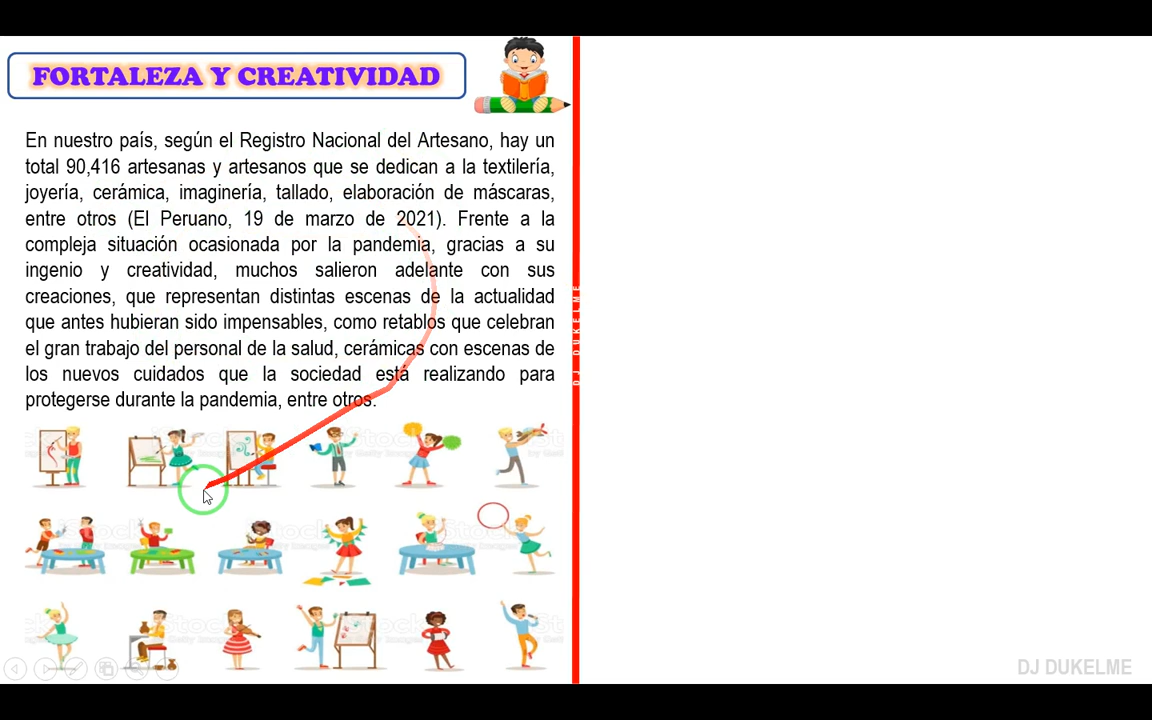 FORTALEZA Y CREATIVIDAD
En nuestro país, según el Registro Nacional del Artesano, hay un
total 90,416 artesanas y artesanos que se dedican a la textilería,
joyería, cerámica, imaginería, tallado, elaboración de máscaras,
entre otros (El Peruano, 19 de marzo de 2021). Frente a la
compleja situación ocasionada por la pandemia, gracias a su
ingenio y creatividad, muchos salieron adelante con sus
creaciones, que representan distintas escenas de la actualidad
que antes hubieran sido impensables, como retablos que celebran
el gran trabajo del personal de la salud, cerámicas con escenas de
los nuevos cuidados que la sociedad está realizando para
protegerse durante la pandemia, entre otros.
DJ DUKELME
DJ DUKELME